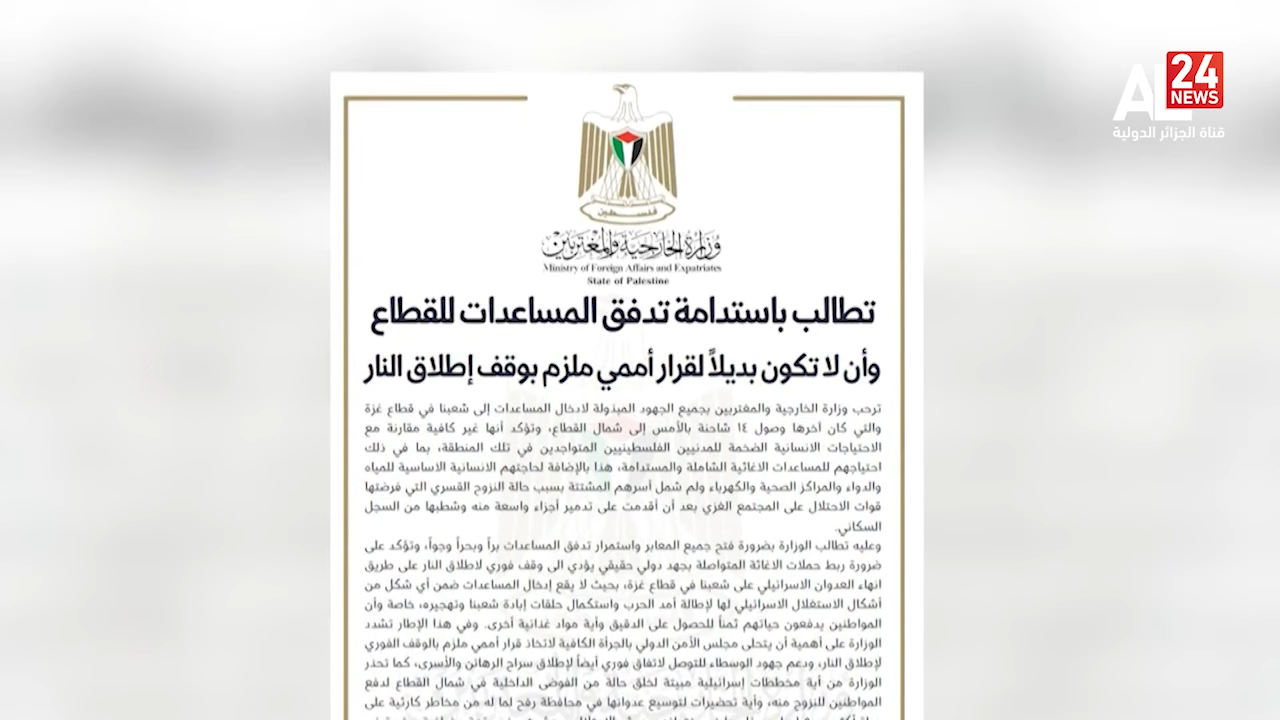 AL
24
NEWS
قناة الجزائر الدولية
فلسطين
وزارة الخارجية والمغتربين
Ministry of Foreign Affairs and Expatriates
State of Palestine
تطالب باستدامة تدفق المساعدات للقطاع
وأن لا تكون بديلاً لقرار أممي ملزم بوقف إطلاق النار
ترحب وزارة الخارجية والمغتربين بجميع الجهود المبذولة لادخال المساعدات إلى شعبنا في قطاع غزة
والتي كان آخرها وصول ١٤ شاحنة بالأمس إلى شمال القطاع، وتؤكد أنها غير كافية مقارنة مع
الاحتياجات الانسانية الضخمة للمدنيين الفلسطينيين المتواجدين في تلك المنطقة، بما في ذلك
احتياجهم للمساعدات الاغاثية الشاملة والمستدامة، هذا بالإضافة لحاجتهم الانسانية الاساسية للمياه
والدواء والمراكز الصحية والكهرباء ولم شمل أسرهم المشتتة بسبب حالة النزوح القسري التي فرضتها
قوات الاحتلال على المجتمع الغزي بعد أن أقدمت على تدمير أجزاء واسعة منه وشطبها من السجل
السكاني.
وعليه تطالب الوزارة بضرورة فتح جميع المعابر واستمرار تدفق المساعدات براً وبحراً وجواً، وتؤكد على
ضرورة ربط حملات الاغاثة المتواصلة بجهد دولي حقيقي يؤدي الى وقف فوري لاطلاق النار على طريق
انهاء العدوان الاسرائيلي على شعبنا في قطاع غزة، بحيث لا يقع إدخال المساعدات ضمن أي شكل من
أشكال الاستغلال الاسرائيلي لها لإطالة أمد الحرب واستكمال حلقات إبادة شعبنا وتهجيره، خاصة وأن
المواطنين يدفعون حياتهم ثمناً للحصول على الدقيق وأية مواد غذائية أخرى. وفي هذا الإطار تشدد
الوزارة على أهمية أن يتحلى مجلس الأمن الدولي بالجرأة الكافية لاتخاذ قرار أممي ملزم بالوقف الفوري
لإطلاق النار، ودعم جهود الوسطاء للتوصل لاتفاق فوري أيضاً لإطلاق سراح الرهائن والأسرى، كما تحذر
الوزارة من أية مخططات إسرائيلية مبيتة لخلق حالة من الفوضى الداخلية في شمال القطاع لدفع
المواطنين للنزوح منه، وأية تحضيرات لتوسيع عدوانها في محافظة رفح لما له من مخاطر كارثية على